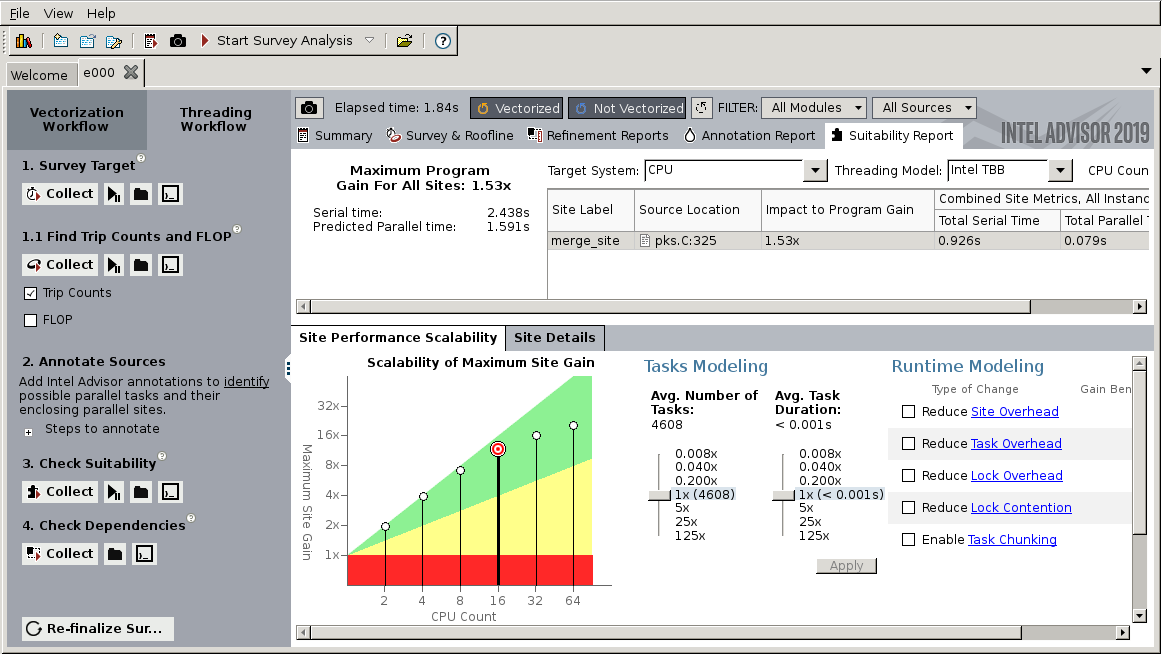 File View Help
Start Survey Analysis
Welcome e000
Vectorization Workflow
Threading Workflow
1. Survey Target
Collect
1.1 Find Trip Counts and FLOP
Collect
Trip Counts
FLOP
2. Annotate Sources
Add Intel Advisor annotations to identify
possible parallel tasks and their
enclosing parallel sites.
Steps to annotate
3. Check Suitability
Collect
4. Check Dependencies
Collect
Re-finalize Sur...
Elapsed time: 1.84s Vectorized Not Vectorized FILTER: All Modules All Sources
Summary Survey & Roofline Refinement Reports Annotation Report Suitability Report
INTEL ADVISOR 2019
Maximum Program
Gain For All Sites: 1.53x
Serial time: 2.438s
Predicted Parallel time: 1.591s
Target System: CPU Threading Model: Intel TBB CPU Coun
Site Label Source Location Impact to Program Gain Combined Site Metrics, All Instanc
Total Serial Time Total Parallel T
merge_site pks.C:325 1.53x 0.926s 0.079s
Site Performance Scalability Site Details
Scalability of Maximum Site Gain
Maximum Site Gain
32x
16x
8x
4x
2x
1x
2 4 8 16 32 64
CPU Count
Tasks Modeling
Avg. Number of
Tasks:
4608
0.008x
0.040x
0.200x
1x (4608)
5x
25x
125x
Avg. Task
Duration:
< 0.001s
0.008x
0.040x
0.200x
1x (< 0.001s)
5x
25x
125x
Apply
Runtime Modeling
Type of Change Gain Ben
Reduce Site Overhead
Reduce Task Overhead
Reduce Lock Overhead
Reduce Lock Contention
Enable Task Chunking